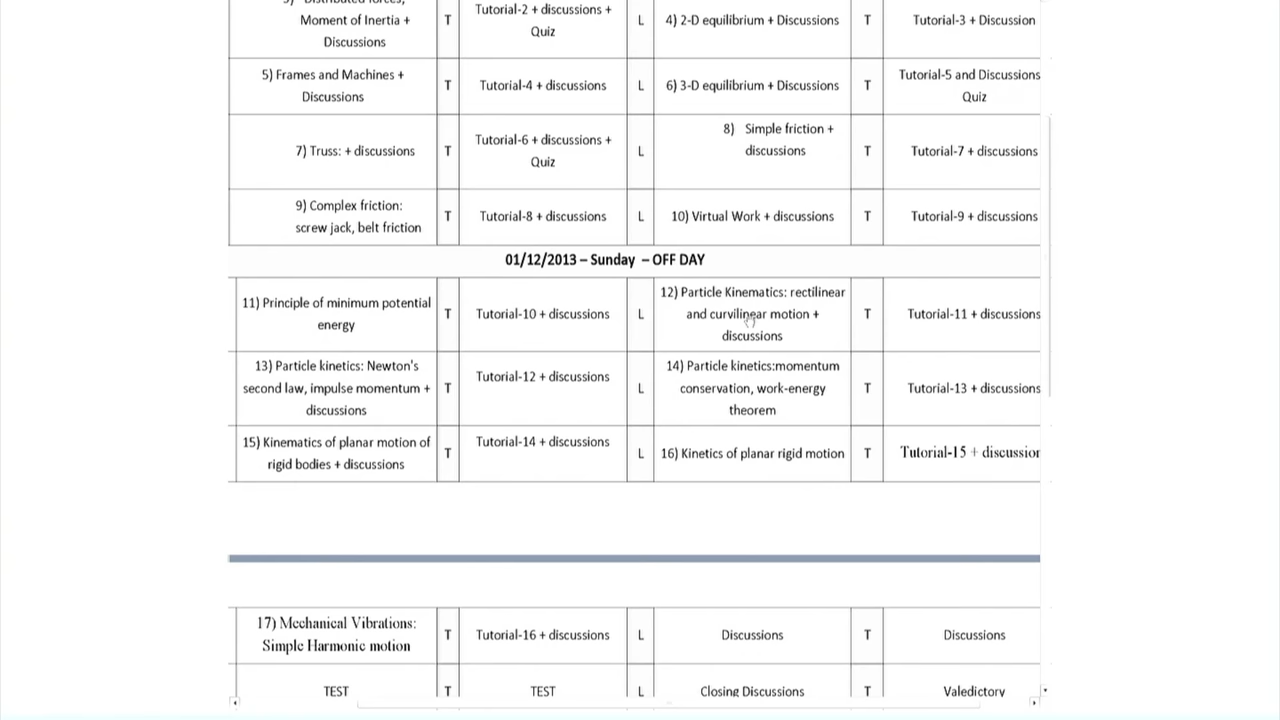 3) Distributed forces,
Moment of Inertia +
Discussions
T
Tutorial-2 + discussions +
Quiz
L
4) 2-D equilibrium + Discussions
T
Tutorial-3 + Discussion
5) Frames and Machines +
Discussions
T
Tutorial-4 + discussions
L
6) 3-D equilibrium + Discussions
T
Tutorial-5 and Discussions
Quiz
7) Truss: + discussions
T
Tutorial-6 + discussions +
Quiz
L
8) Simple friction +
discussions
T
Tutorial-7 + discussions
9) Complex friction:
screw jack, belt friction
T
Tutorial-8 + discussions
L
10) Virtual Work + discussions
T
Tutorial-9 + discussions
01/12/2013 – Sunday – OFF DAY
11) Principle of minimum potential
energy
T
Tutorial-10 + discussions
L
12) Particle Kinematics: rectilinear
and curvilinear motion +
discussions
T
Tutorial-11 + discussions
13) Particle kinetics: Newton's
second law, impulse momentum +
discussions
T
Tutorial-12 + discussions
L
14) Particle kinetics:momentum
conservation, work-energy
theorem
T
Tutorial-13 + discussions
15) Kinematics of planar motion of
rigid bodies + discussions
T
Tutorial-14 + discussions
L
16) Kinetics of planar rigid motion
T
Tutorial-15 + discussion
17) Mechanical Vibrations:
Simple Harmonic motion
T
Tutorial-16 + discussions
L
Discussions
T
Discussions
TEST
T
TEST
L
Closing Discussions
T
Valedictory